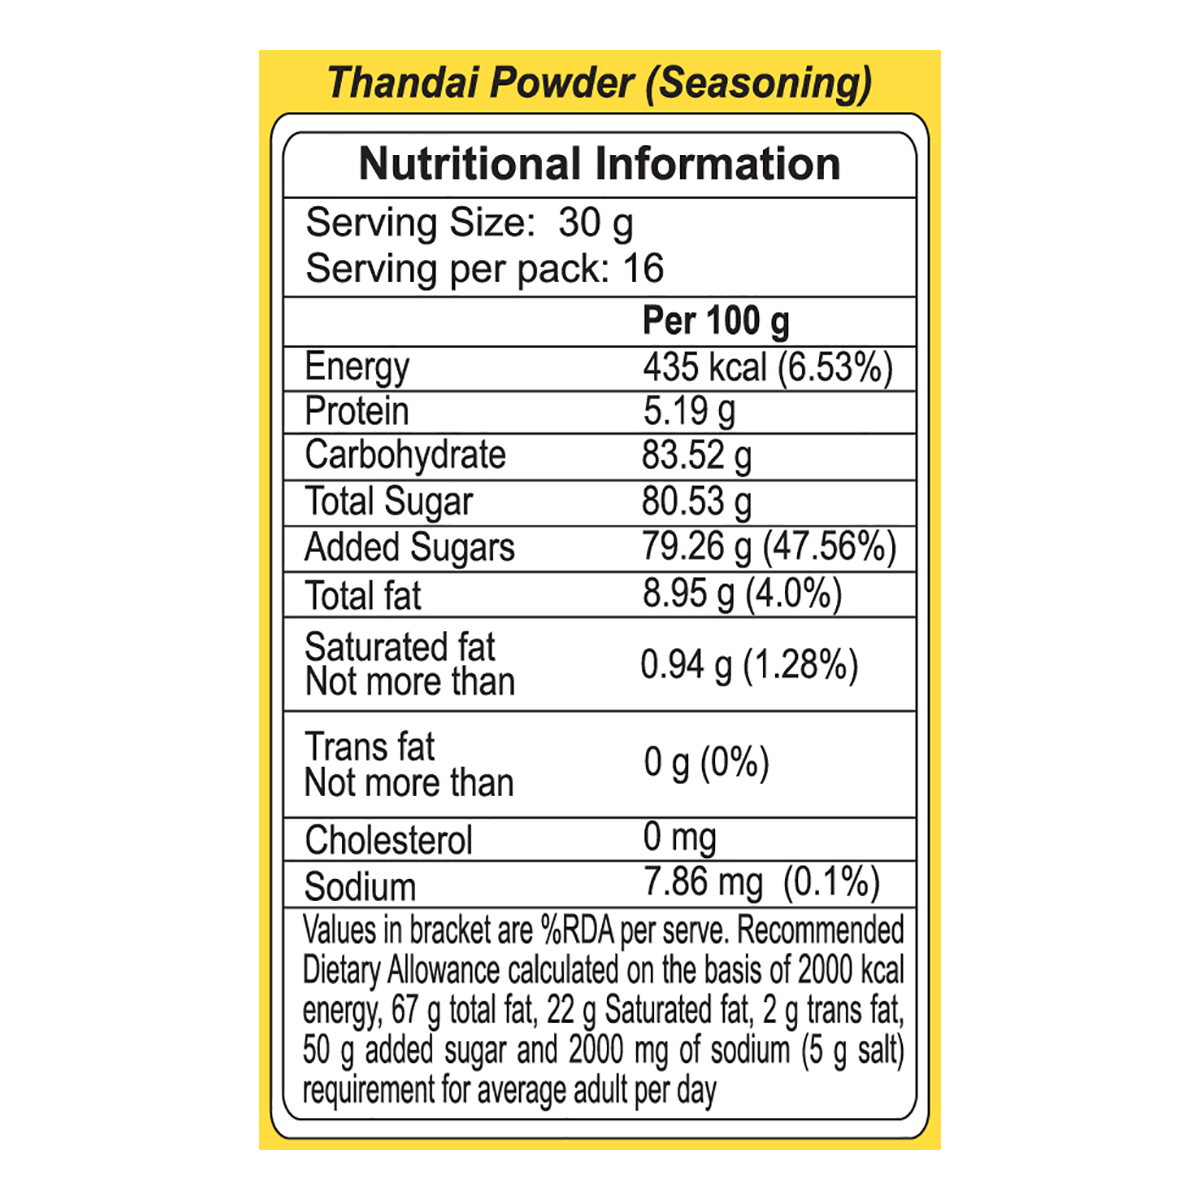 Thandai Powder (Seasoning)
Nutritional Information
Serving Size: 30 g
Serving per pack: 16
Per 100 g
Energy 435 kcal (6.53%)
Protein 5.19 g
Carbohydrate 83.52 g
Total Sugar 80.53 g
Added Sugars 79.26 g (47.56%)
Total fat 8.95 g (4.0%)
Saturated fat
Not more than 0.94 g (1.28%)
Trans fat
Not more than 0 g (0%)
Cholesterol 0 mg
Sodium 7.86 mg (0.1%)
Values in bracket are %RDA per serve. Recommended
Dietary Allowance calculated on the basis of 2000 kcal
energy, 67 g total fat, 22 g Saturated fat, 2 g trans fat,
50 g added sugar and 2000 mg of sodium (5 g salt)
requirement for average adult per day